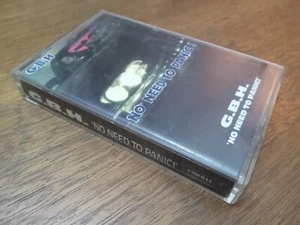 G.B.H
NO NEED TO PANIC!
G.B.H.
'NO NEED TO PANIC!'
G.B.H. 'NO NEED TO PANIC!'